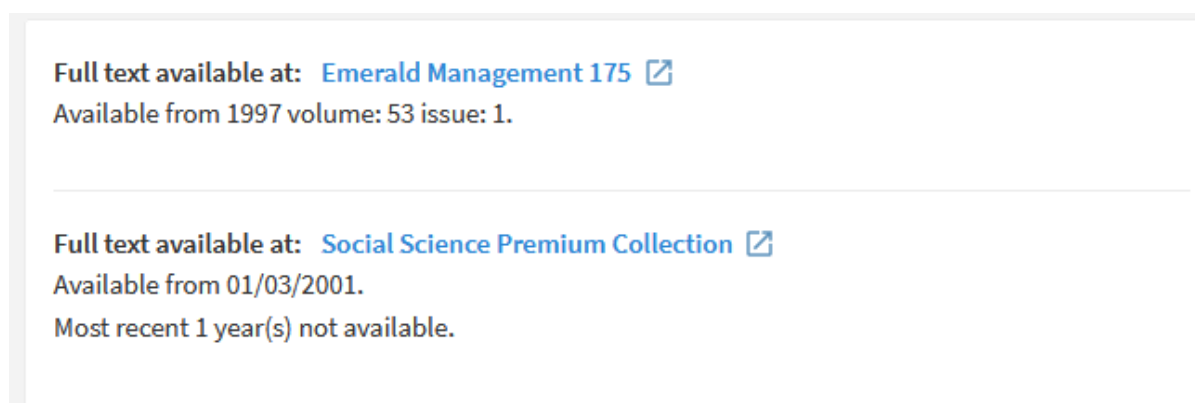 Full text available at: Emerald Management 175
Available from 1997 volume: 53 issue: 1.
Full text available at: Social Science Premium Collection
Available from 01/03/2001.
Most recent 1 year(s) not available.